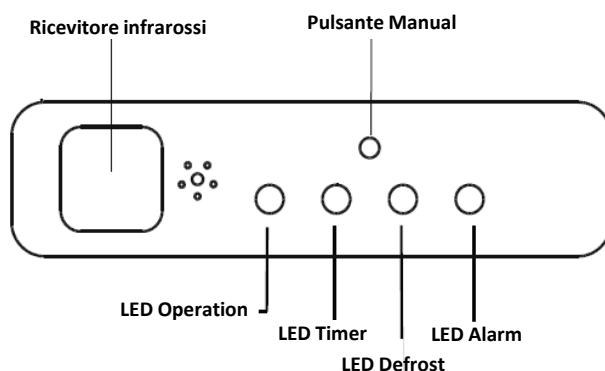 Ricevitore infrarossi
Pulsante Manual
LED Operation
LED Timer
LED Alarm
LED Defrost